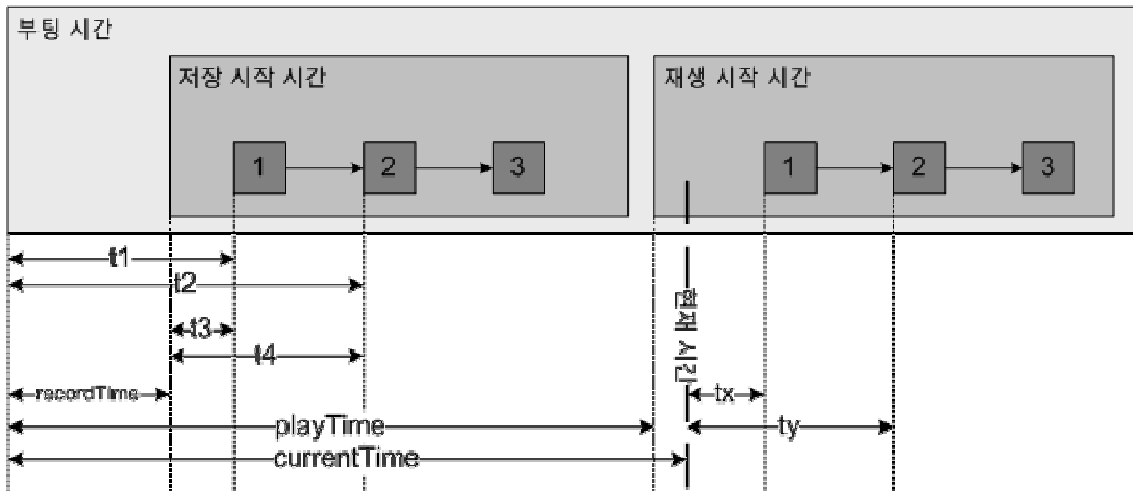 부팅 시간
저장 시작 시간
재생 시작 시간
1
2
3
1
2
3
t1
t2
t3
t4
현재 시간
recordTime
tx
playTime
ty
currentTime